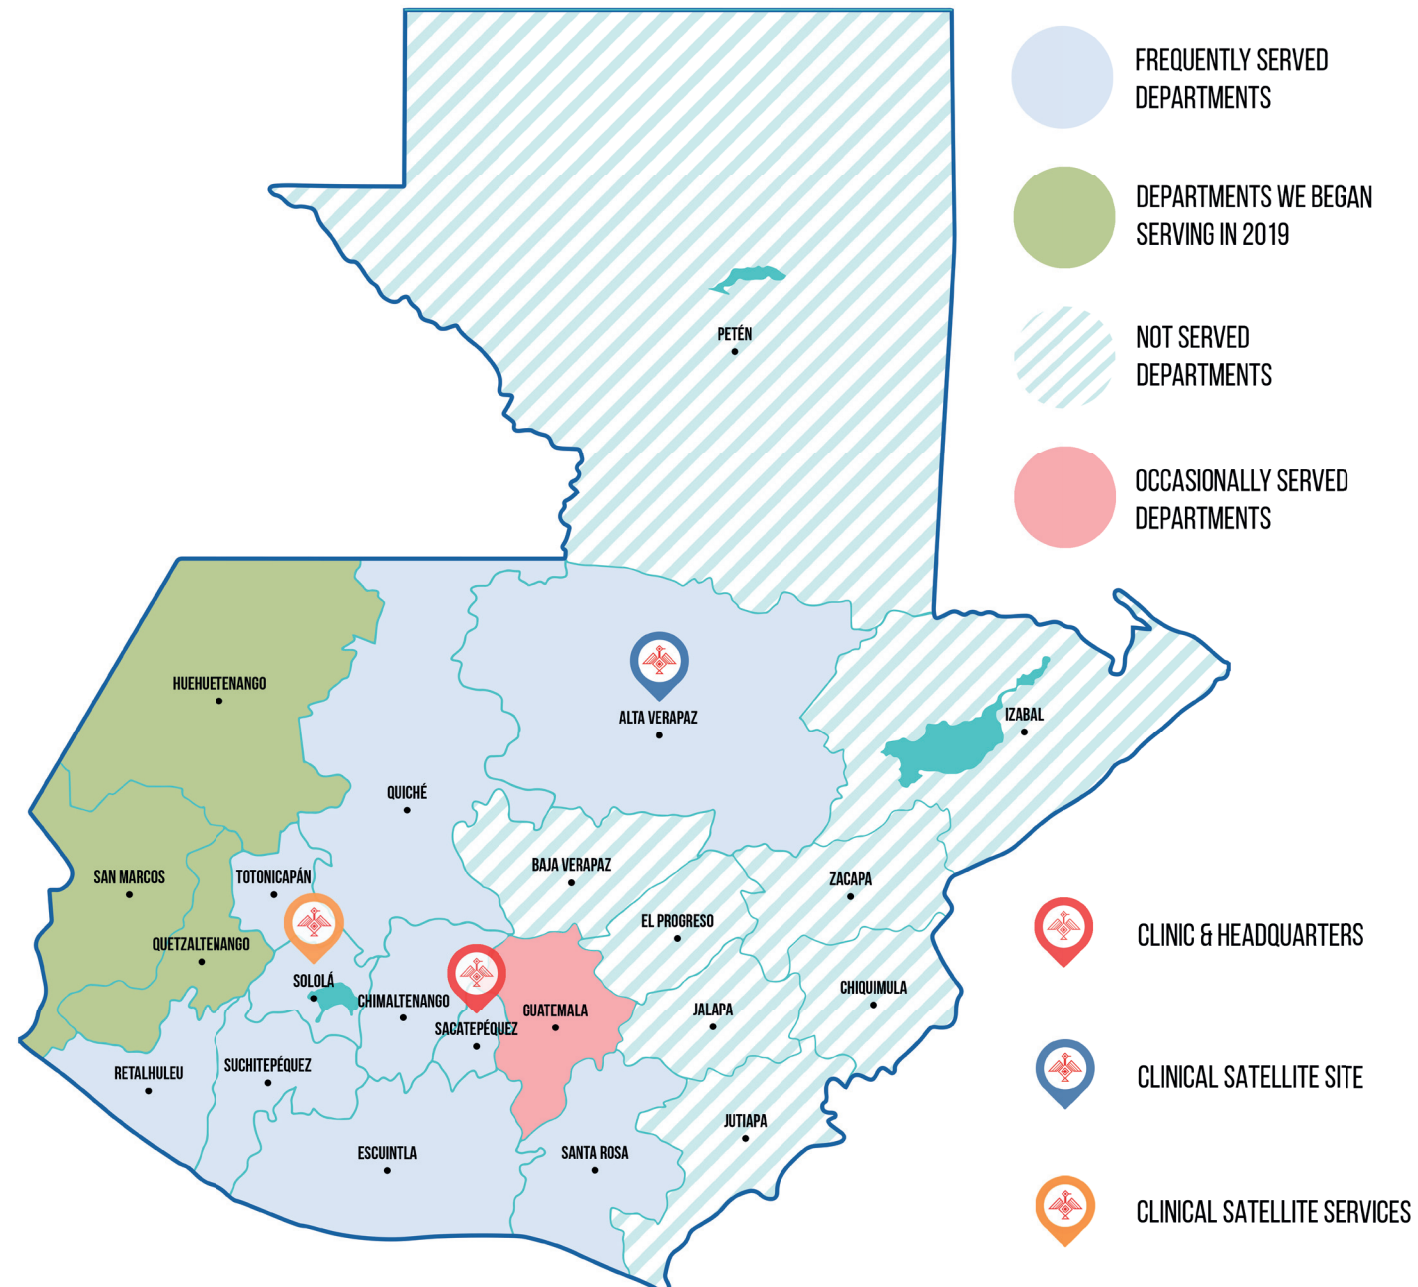 FREQUENTLY SERVED
DEPARTMENTS
DEPARTMENTS WE BEGAN
SERVING IN 2019
NOT SERVED
DEPARTMENTS
OCCASIONALLY SERVED
DEPARTMENTS
PETÉN
HUEHUETENANGO
ALTA VERAPAZ
IZABAL
QUICHÉ
SAN MARCOS
TOTONICAPÁN
BAJA VERAPAZ
ZACAPA
EL PROGRESO
QUETZALTENANGO
SOLOLÁ
CHIMALTENANGO
SACATEPÉQUEZ
GUATEMALA
JALAPA
CHIQUIMULA
RETALHULEU
SUCHITEPÉQUEZ
ESCUINTLA
SANTA ROSA
JUTIAPA
CLINIC & HEADQUARTERS
CLINICAL SATELLITE SITE
CLINICAL SATELLITE SERVICES